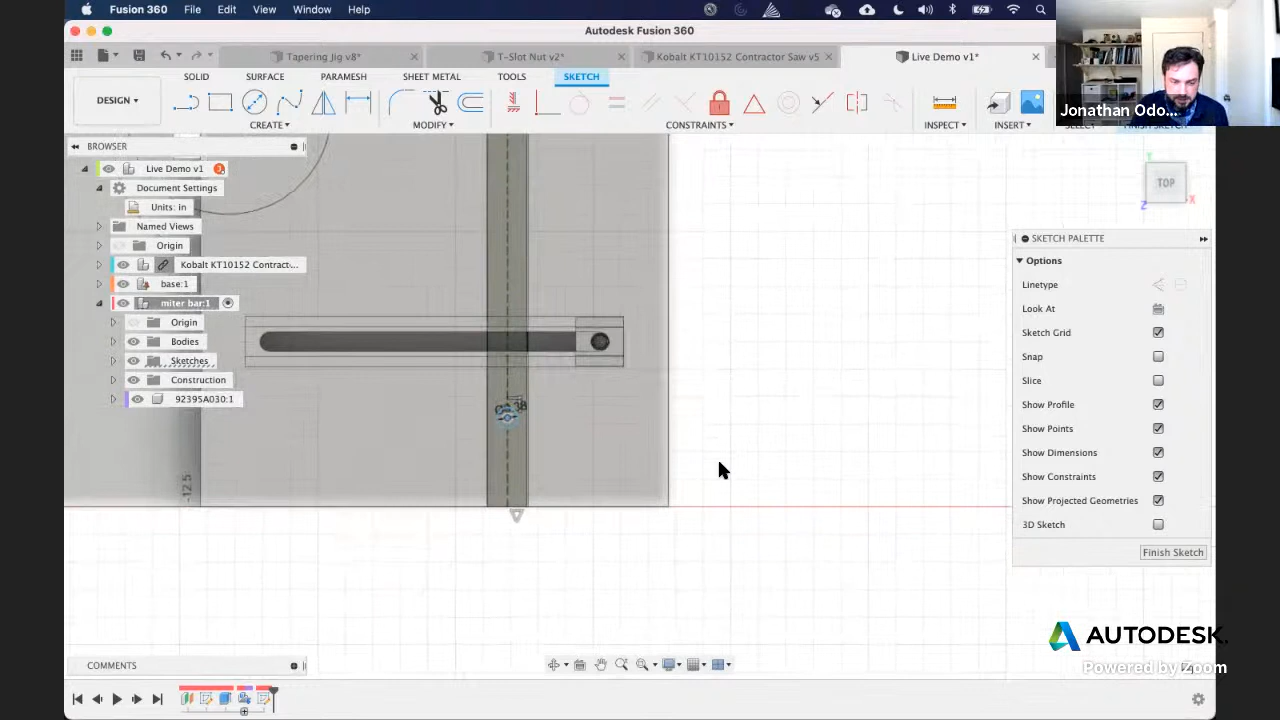 Fusion 360 File Edit View Window Help
Autodesk Fusion 360
Tapering Jig v8*
T-Slot Nut v2*
Kobalt KT10152 Contractor Saw v5
Live Demo v1*
Jonathan Odo...
SOLID SURFACE PARAMESH SHEET METAL TOOLS SKETCH
DESIGN
CREATE MODIFY CONSTRAINTS INSPECT INSERT
BROWSER
Live Demo v1
Document Settings
Units: in
Named Views
Origin
Kobalt KT10152 Contract...
base:1
miter bar:1
Origin
Bodies
Sketches
Construction
92395A030:1
-12.5
TOP
Y
X
Z
SKETCH PALETTE
Options
Linetype
Look At
Sketch Grid
Snap
Slice
Show Profile
Show Points
Show Dimensions
Show Constraints
Show Projected Geometries
3D Sketch
Finish Sketch
AUTODESK
Powered by Zoom
COMMENTS